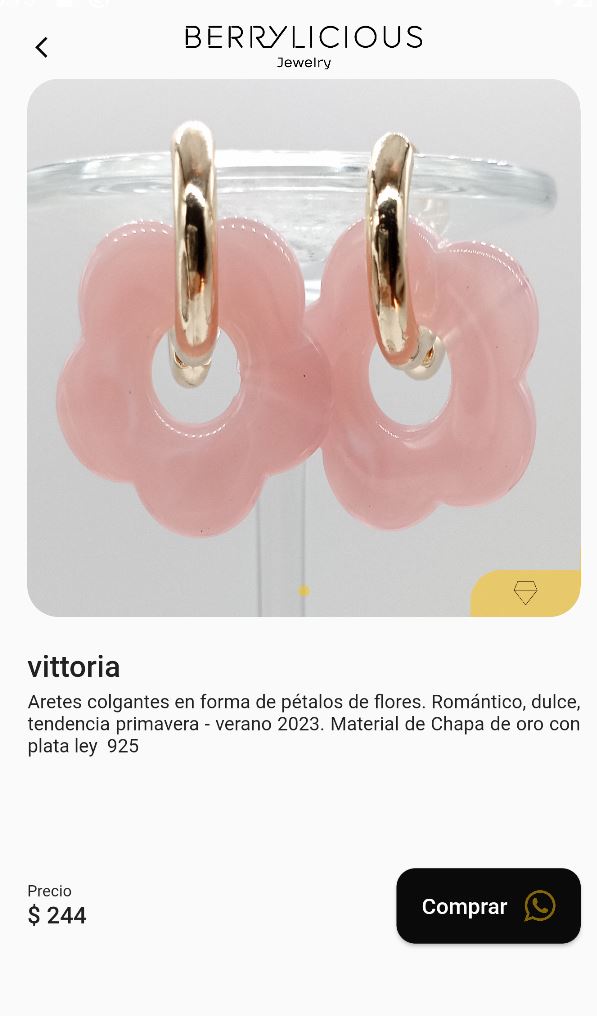 BERRYLICIOUS
Jewelry
vittoria
Aretes colgantes en forma de pétalos de flores. Romántico, dulce,
tendencia primavera - verano 2023. Material de Chapa de oro con
plata ley 925
Precio
$ 244
Comprar